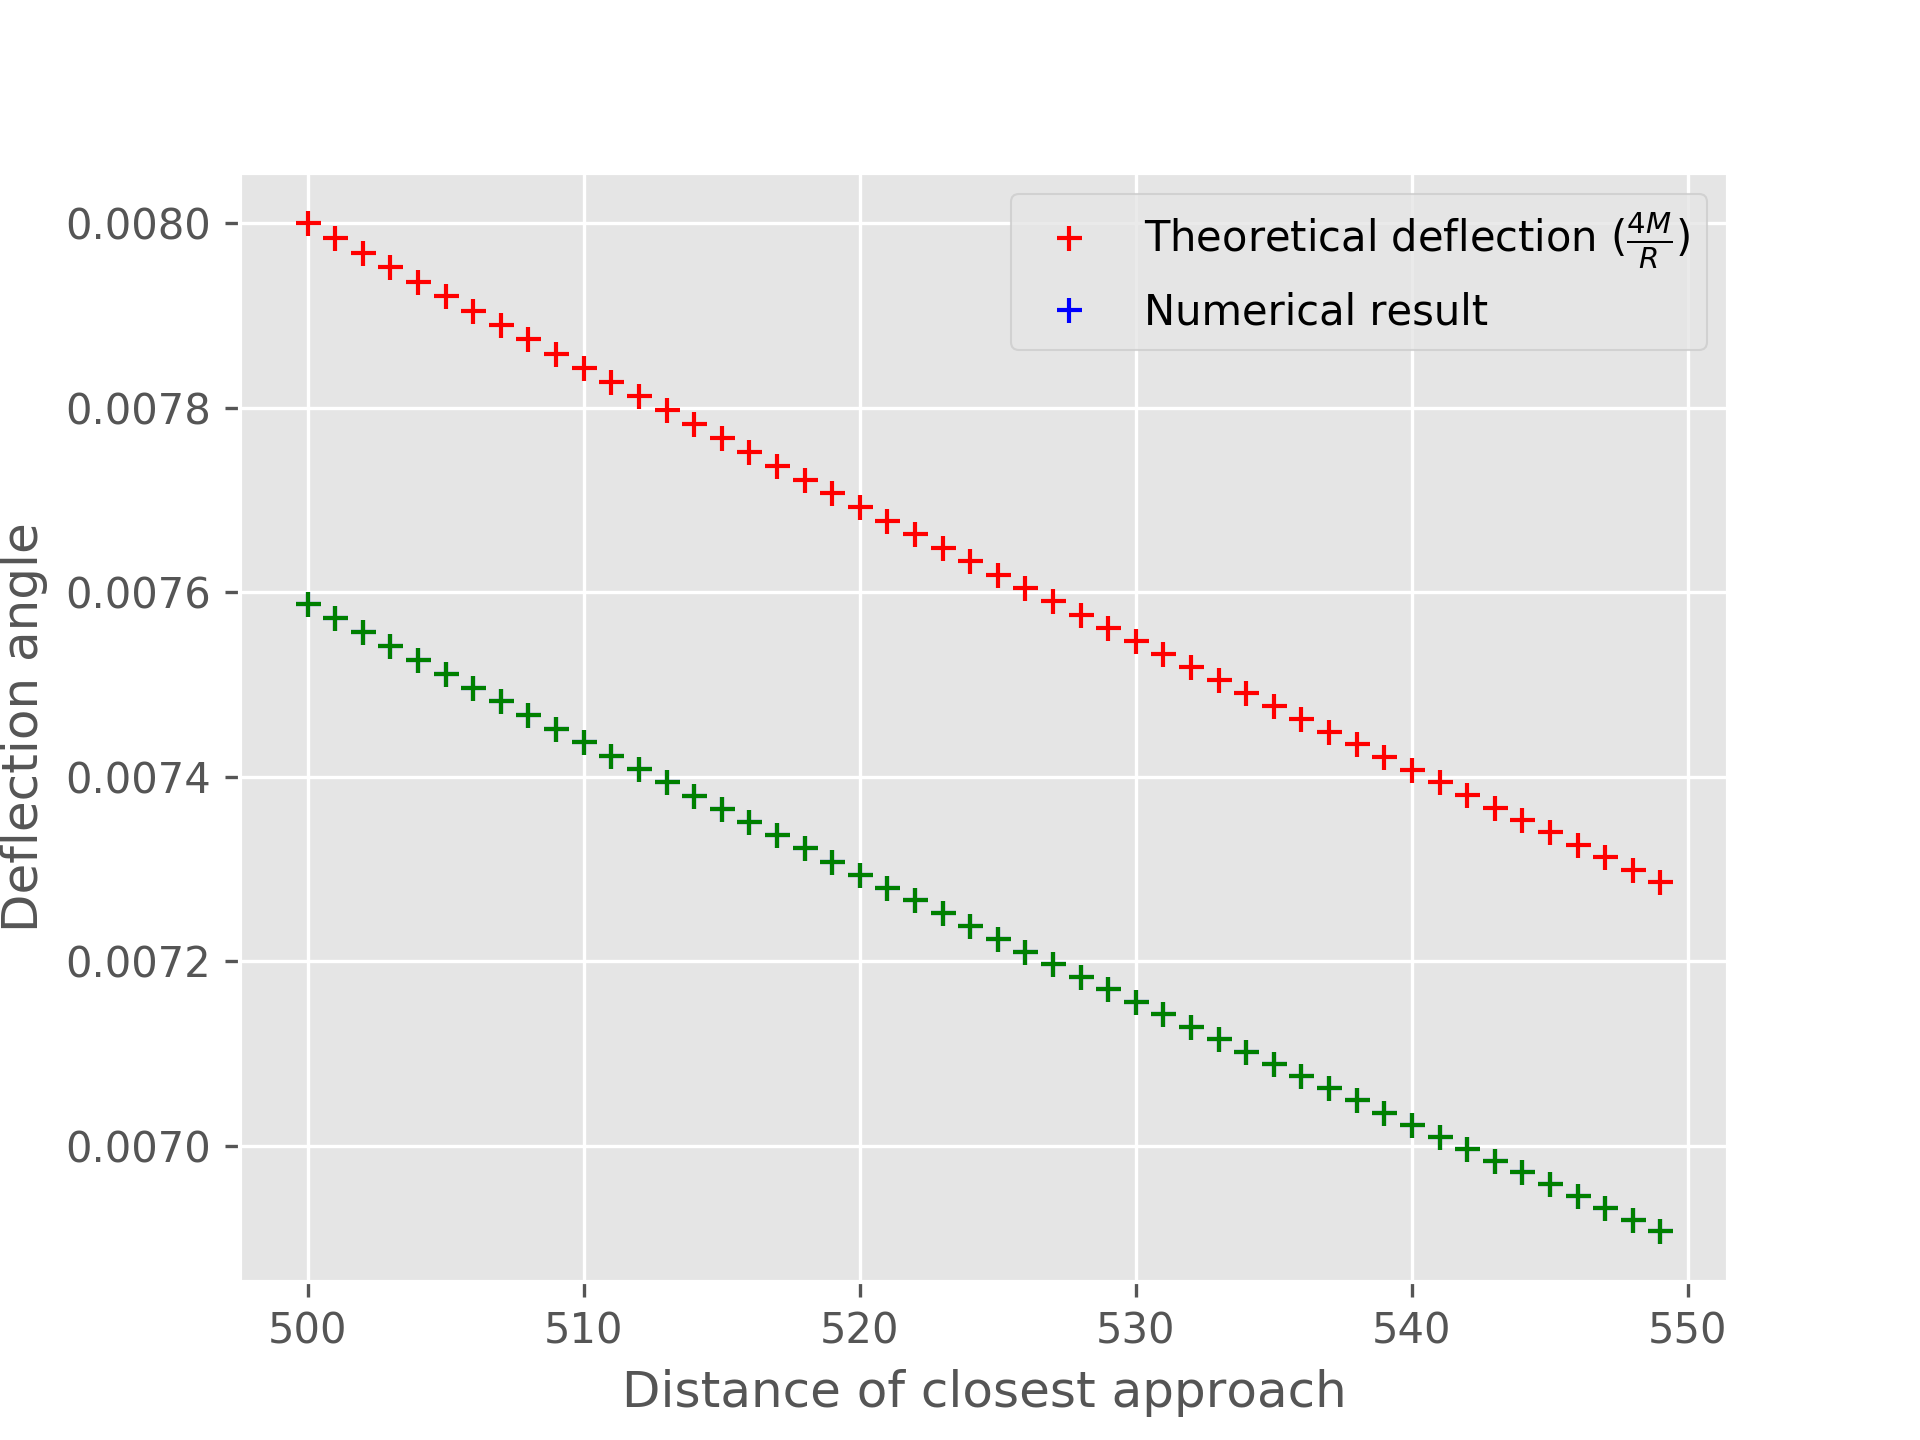 Theoretical deflection (4M/R)
Numerical result
Deflection angle
0.0080
0.0078
0.0076
0.0074
0.0072
0.0070
500 510 520 530 540 550
Distance of closest approach